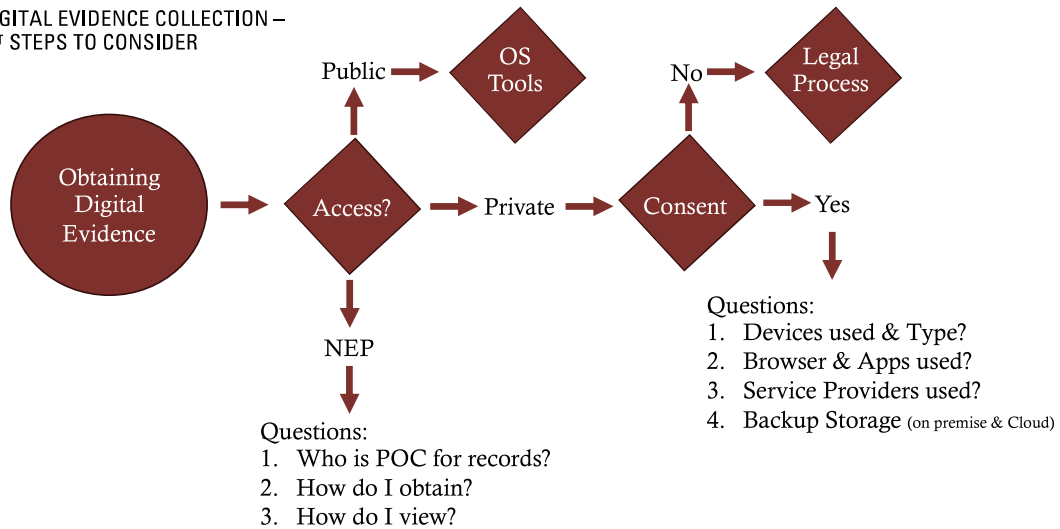 GITAL EVIDENCE COLLECTION –
STEPS TO CONSIDER
Public
OS
Tools
No
Legal
Process
Obtaining
Digital
Evidence
Access?
Private
Consent
Yes
NEP
Questions:
1. Devices used & Type?
2. Browser & Apps used?
3. Service Providers used?
4. Backup Storage (on premise & Cloud)
Questions:
1. Who is POC for records?
2. How do I obtain?
3. How do I view?